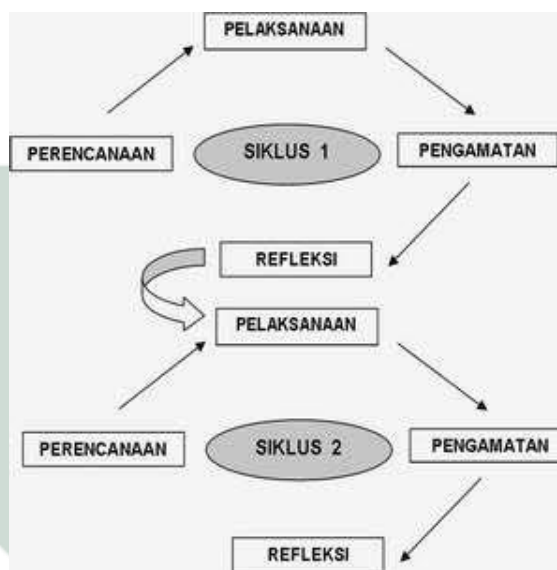 PELAKSANAAN
PERENCANAAN
SIKLUS 1
PENGAMATAN
REFLEKSI
PELAKSANAAN
PERENCANAAN
SIKLUS 2
PENGAMATAN
REFLEKSI